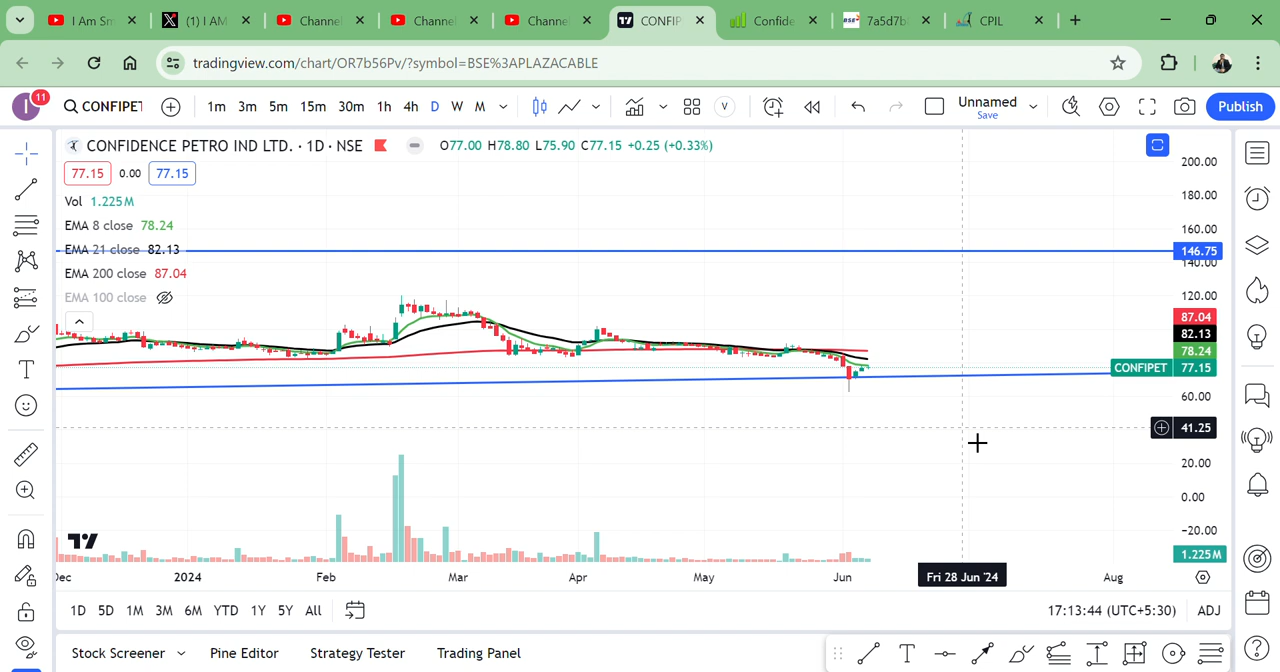 I Am Sm
(1) I AM
Channel
Channel
Channel
CONFIP
Confide
7a5d7b
CPIL
tradingview.com/chart/OR7b56Pv/?symbol=BSE%3APLAZACABLE
11
CONFIPET
1m 3m 5m 15m 30m 1h 4h D W M
V
Unnamed
Save
Publish
CONFIDENCE PETRO IND LTD. · 1D · NSE O77.00 H78.80 L75.90 C77.15 +0.25 (+0.33%)
77.15 0.00 77.15
Vol 1.225M
EMA 8 close 78.24
EMA 21 close 82.13
EMA 200 close 87.04
EMA 100 close
200.00
180.00
160.00
146.75
140.00
120.00
87.04
82.13
78.24
CONFIPET 77.15
60.00
41.25
20.00
0.00
−20.00
1.225M
Dec 2024 Feb Mar Apr May Jun Fri 28 Jun '24 Aug
1D 5D 1M 3M 6M YTD 1Y 5Y All
17:13:44 (UTC+5:30) ADJ
Stock Screener Pine Editor Strategy Tester Trading Panel